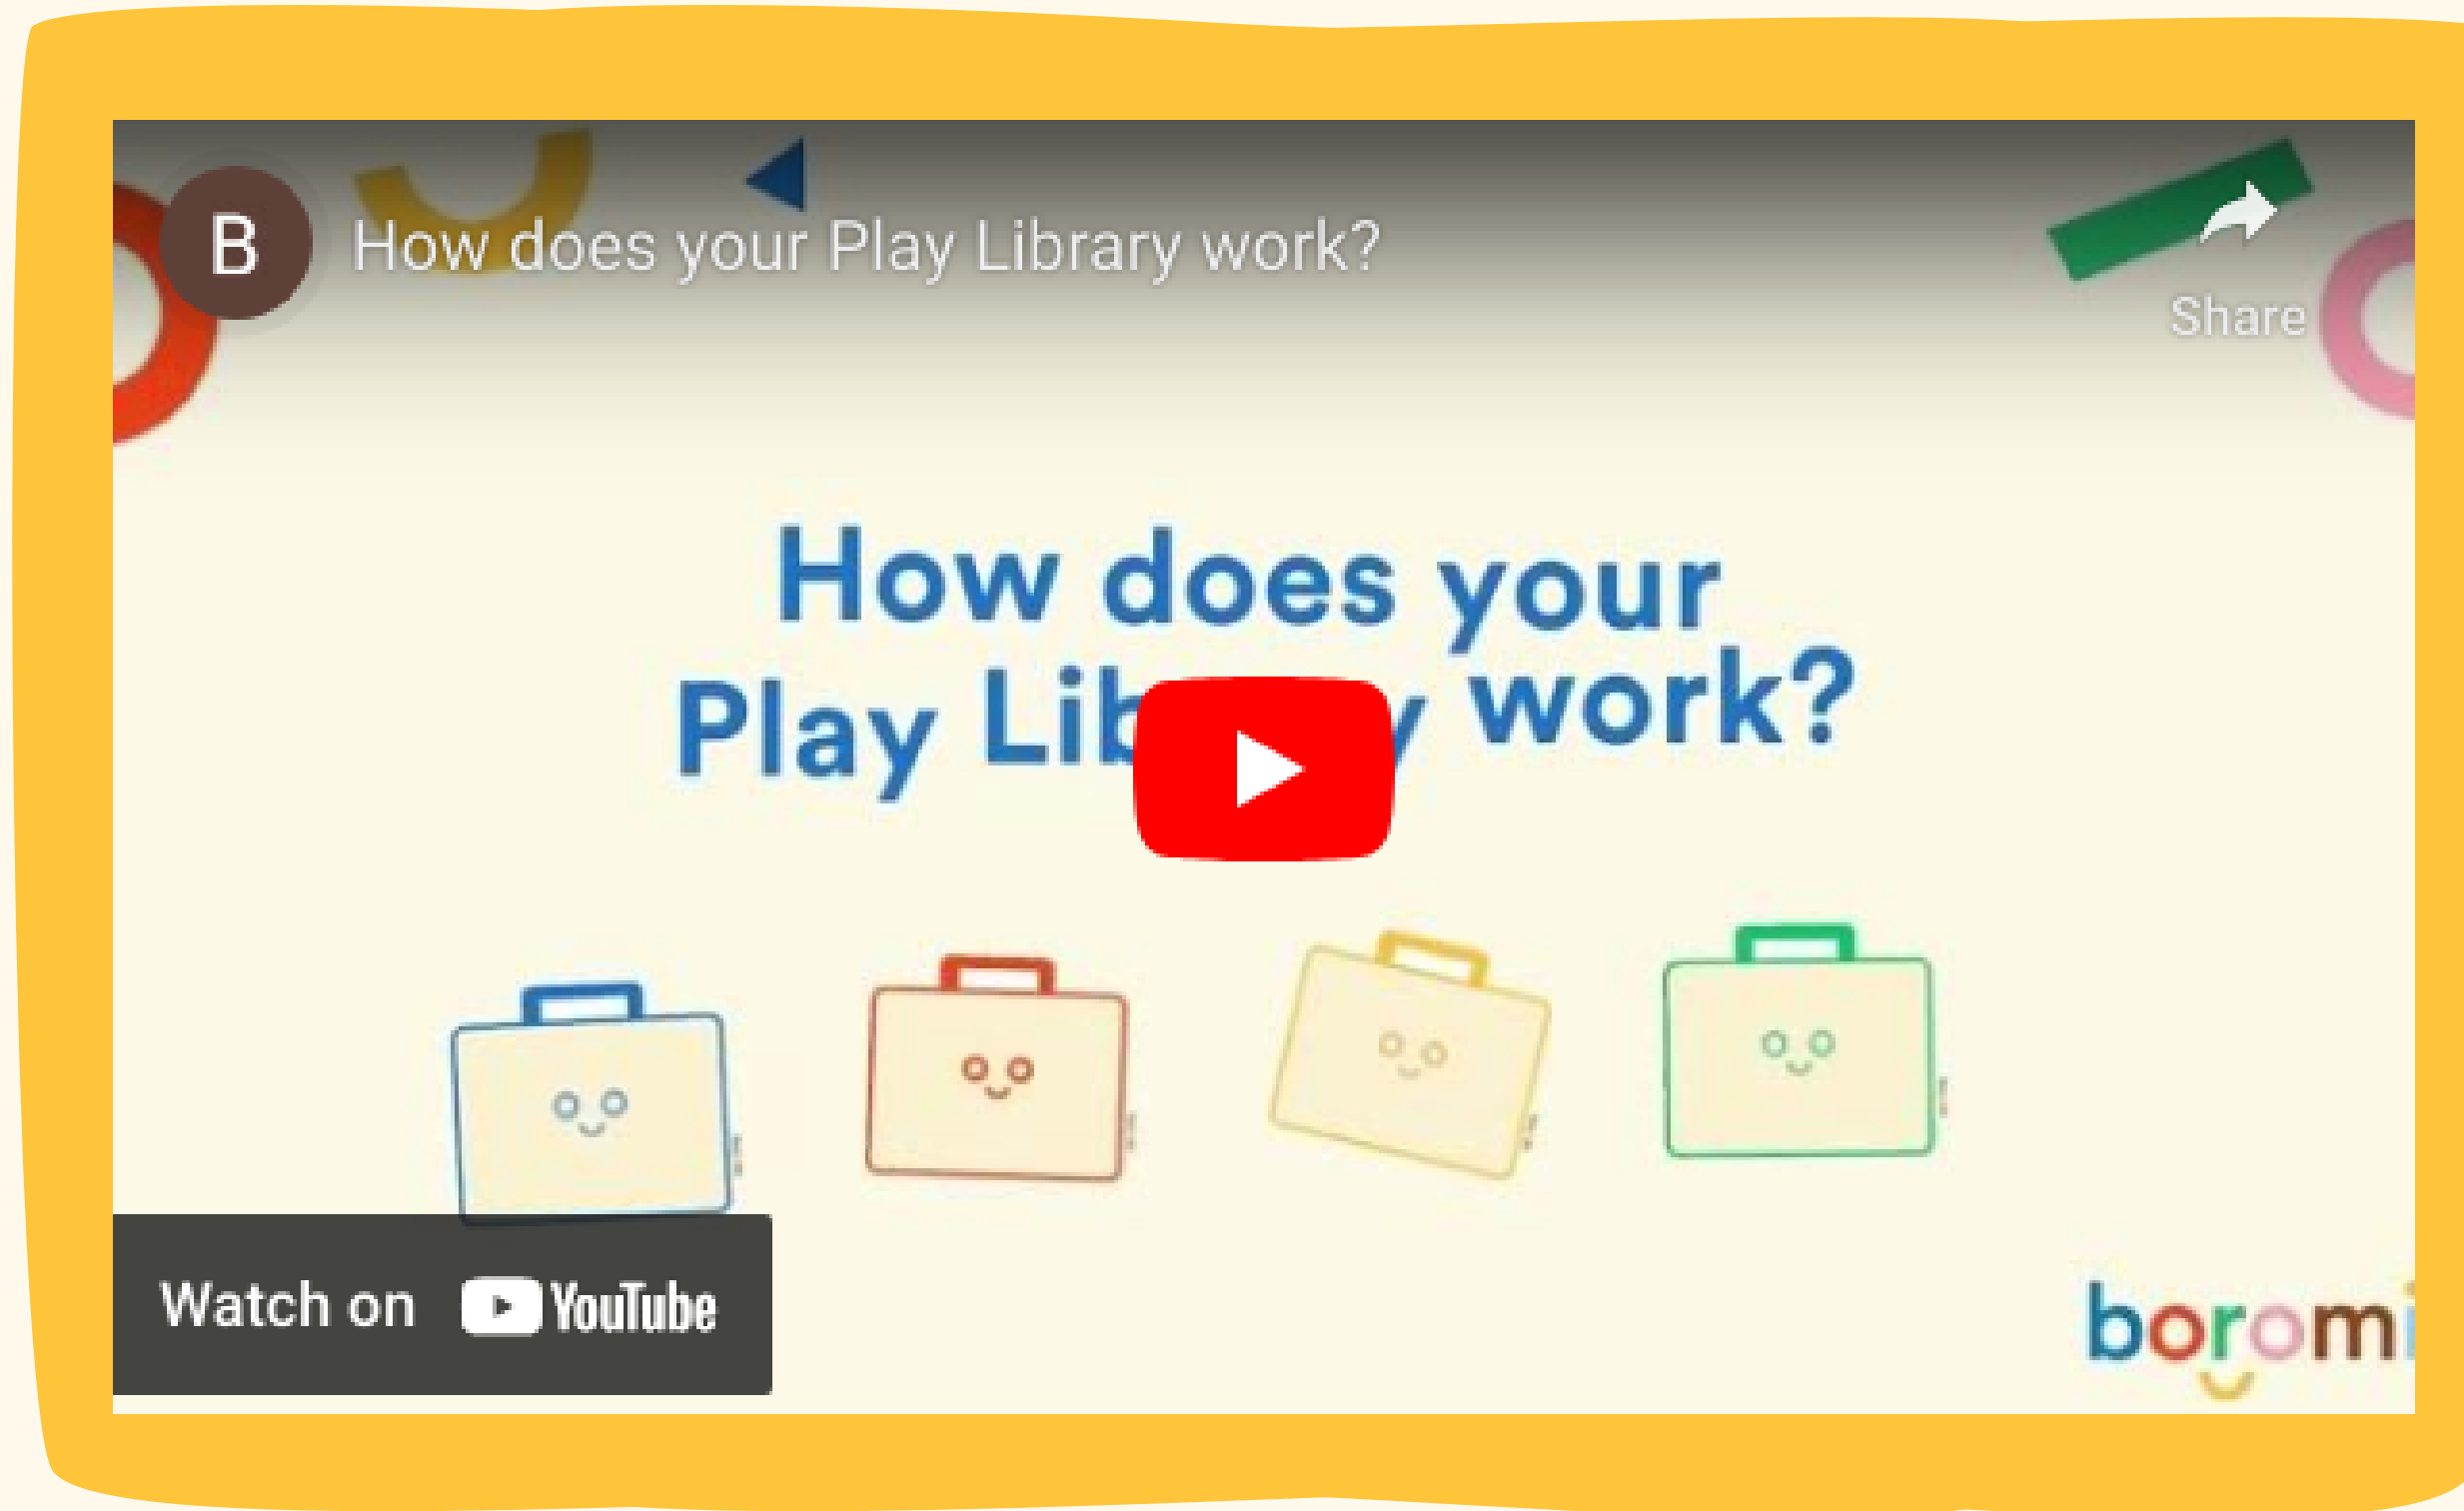 B
How does your Play Library work?
Share
How does your
Play Lib y work?
Watch on YouTube
boromi